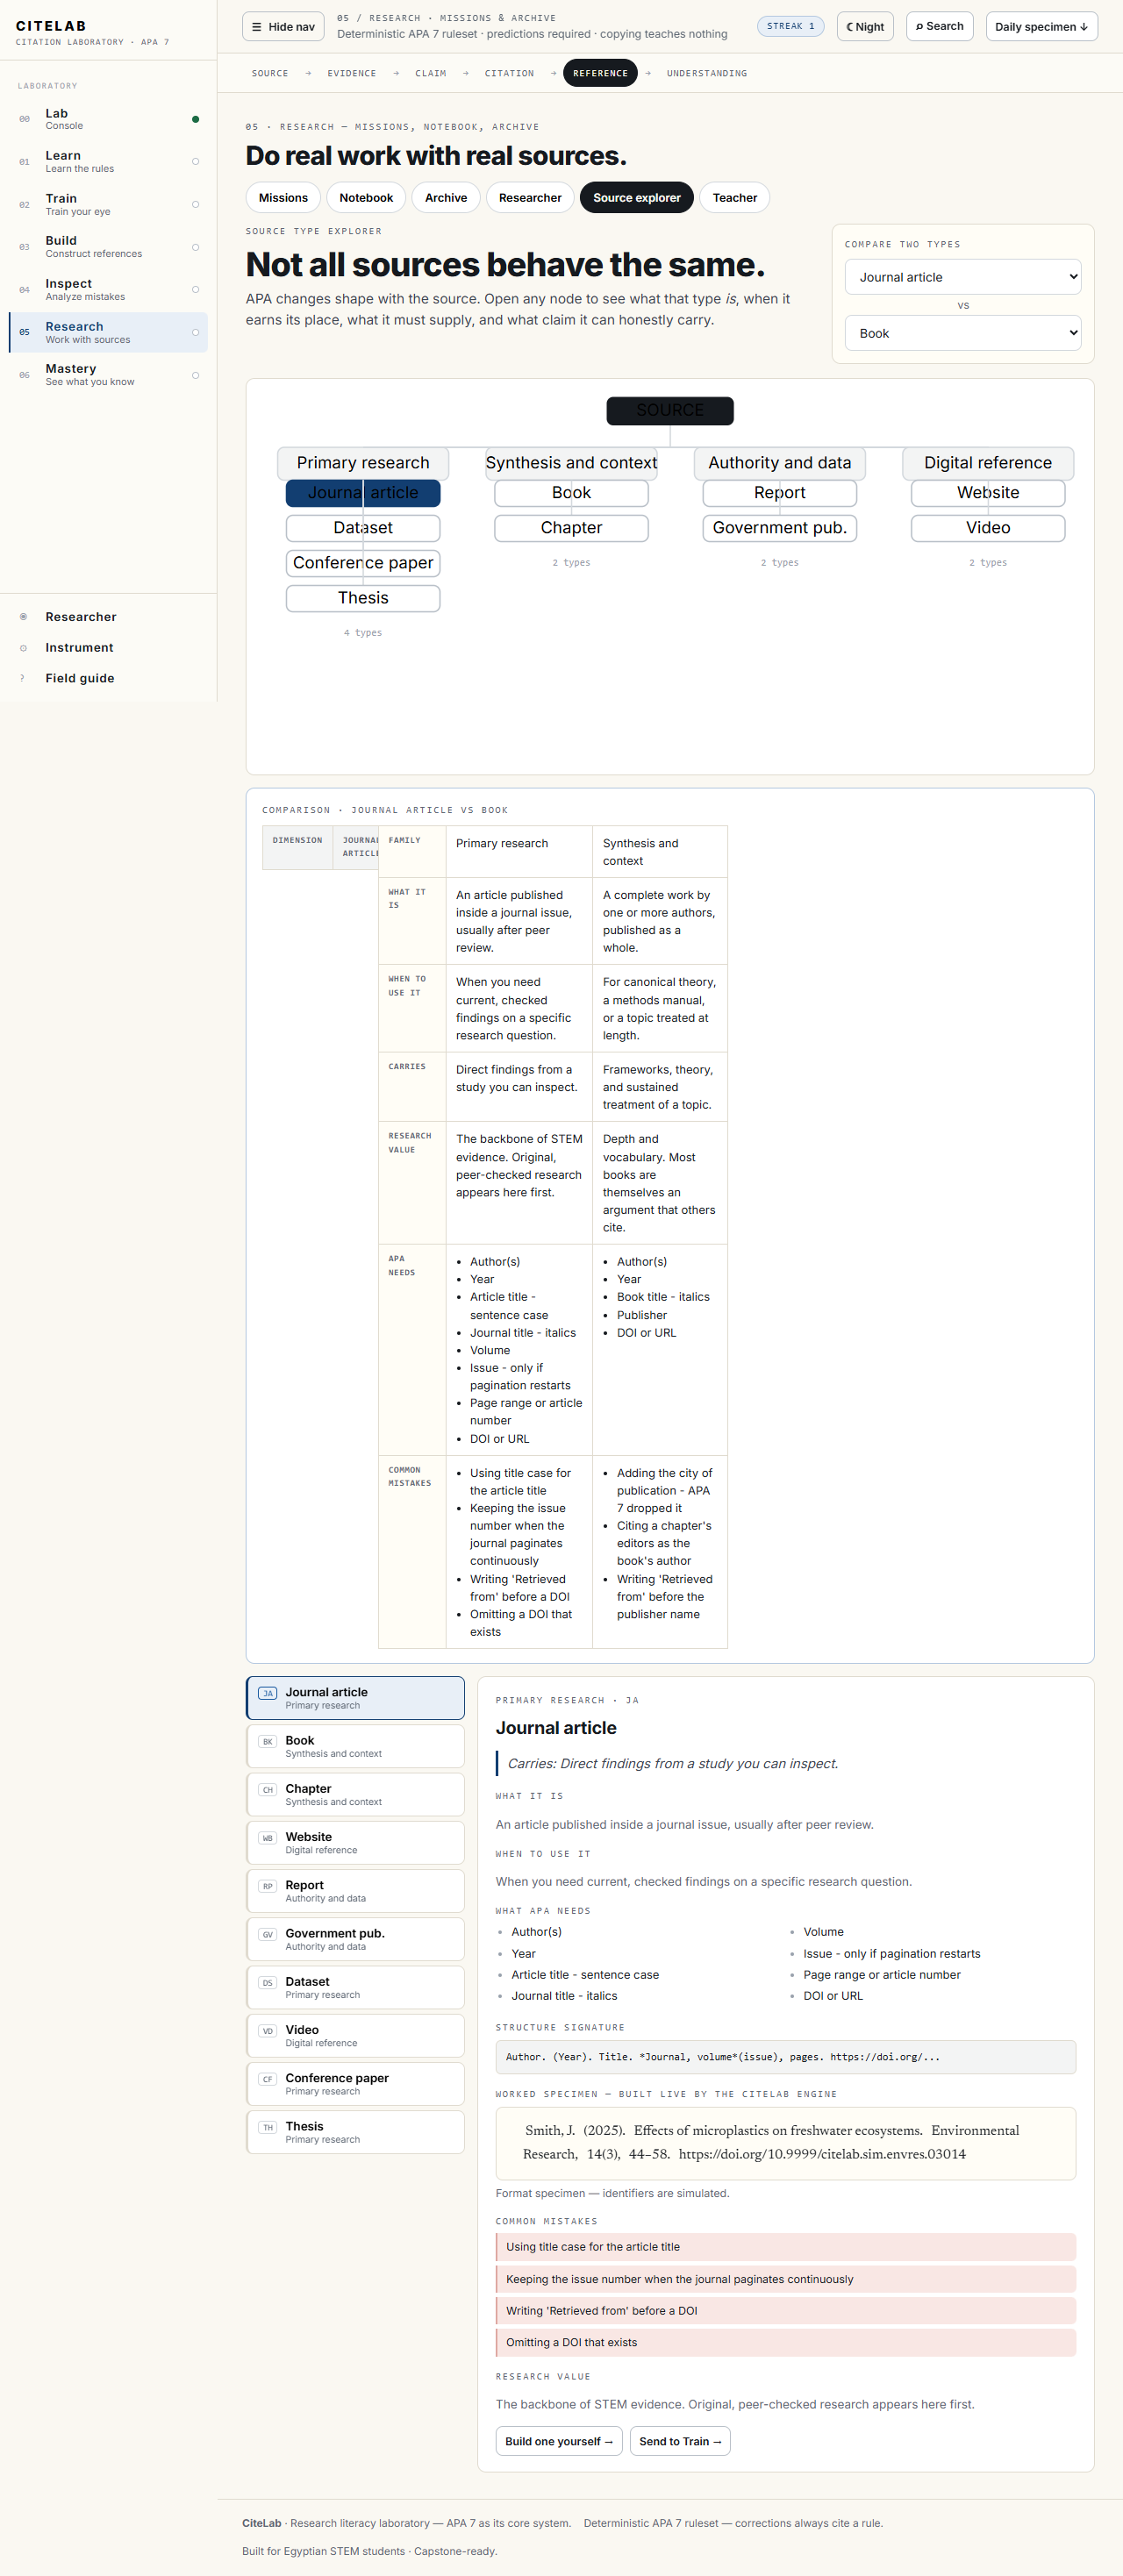 CITELAB
CITATION LABORATORY · APA 7
LABORATORY
00 Lab
Console
01 Learn
Learn the rules
02 Train
Train your eye
03 Build
Construct references
04 Inspect
Analyze mistakes
05 Research
Work with sources
06 Mastery
See what you know
Researcher
Instrument
? Field guide
☰ Hide nav
05 / RESEARCH · MISSIONS & ARCHIVE
Deterministic APA 7 ruleset · predictions required · copying teaches nothing
STREAK 1
☾ Night
⌕ Search
Daily specimen ↓
SOURCE → EVIDENCE → CLAIM → CITATION → REFERENCE → UNDERSTANDING
05 · RESEARCH — MISSIONS, NOTEBOOK, ARCHIVE
Do real work with real sources.
Missions
Notebook
Archive
Researcher
Source explorer
Teacher
SOURCE TYPE EXPLORER
Not all sources behave the same.
APA changes shape with the source. Open any node to see what that type is, when it
earns its place, what it must supply, and what claim it can honestly carry.
COMPARE TWO TYPES
Journal article
VS
Book
SOURCE
Primary research
Journal article
Dataset
Conference paper
Thesis
4 types
Synthesis and context
Book
Chapter
2 types
Authority and data
Report
Government pub.
2 types
Digital reference
Website
Video
2 types
COMPARISON · JOURNAL ARTICLE VS BOOK
DIMENSION
JOURNAL
ARTICLE
FAMILY
Primary research
Synthesis and
context
WHAT IT
IS
An article published
inside a journal issue,
usually after peer
review.
A complete work by
one or more authors,
published as a
whole.
WHEN TO
USE IT
When you need
current, checked
findings on a specific
research question.
For canonical theory,
a methods manual,
or a topic treated at
length.
CARRIES
Direct findings from a
study you can inspect.
Frameworks, theory,
and sustained
treatment of a topic.
RESEARCH
VALUE
The backbone of STEM
evidence. Original,
peer-checked research
appears here first.
Depth and
vocabulary. Most
books are
themselves an
argument that others
cite.
APA
NEEDS
• Author(s)
• Year
• Article title - 
sentence case
• Journal title - italics
• Volume
• Issue - only if
pagination restarts
• Page range or article
number
• DOI or URL
• Author(s)
• Year
• Book title - italics
• Publisher
• DOI or URL
COMMON
MISTAKES
• Using title case for
the article title
• Keeping the issue
number when the
journal paginates
continuously
• Writing 'Retrieved
from' before a DOI
• Omitting a DOI that
exists
• Adding the city of
publication - APA
7 dropped it
• Citing a chapter's
editors as the
book's author
• Writing 'Retrieved
from' before the
publisher name
JA Journal article
Primary research
BK Book
Synthesis and context
CH Chapter
Synthesis and context
WB Website
Digital reference
RP Report
Authority and data
GV Government pub.
Authority and data
DS Dataset
Primary research
VD Video
Digital reference
CF Conference paper
Primary research
TH Thesis
Primary research
PRIMARY RESEARCH · JA
Journal article
Carries: Direct findings from a study you can inspect.
WHAT IT IS
An article published inside a journal issue, usually after peer review.
WHEN TO USE IT
When you need current, checked findings on a specific research question.
WHAT APA NEEDS
• Author(s)
• Year
• Article title - sentence case
• Journal title - italics
• Volume
• Issue - only if pagination restarts
• Page range or article number
• DOI or URL
STRUCTURE SIGNATURE
Author. (Year). Title. *Journal, volume*(issue), pages. https://doi.org/...
WORKED SPECIMEN — BUILT LIVE BY THE CITELAB ENGINE
Smith, J. (2025). Effects of microplastics on freshwater ecosystems. Environmental
Research, 14(3), 44–58. https://doi.org/10.9999/citelab.sim.envres.03014
Format specimen — identifiers are simulated.
COMMON MISTAKES
Using title case for the article title
Keeping the issue number when the journal paginates continuously
Writing 'Retrieved from' before a DOI
Omitting a DOI that exists
RESEARCH VALUE
The backbone of STEM evidence. Original, peer-checked research appears here first.
Build one yourself →
Send to Train →
CiteLab · Research literacy laboratory — APA 7 as its core system. Deterministic APA 7 ruleset — corrections always cite a rule.
Built for Egyptian STEM students · Capstone-ready.